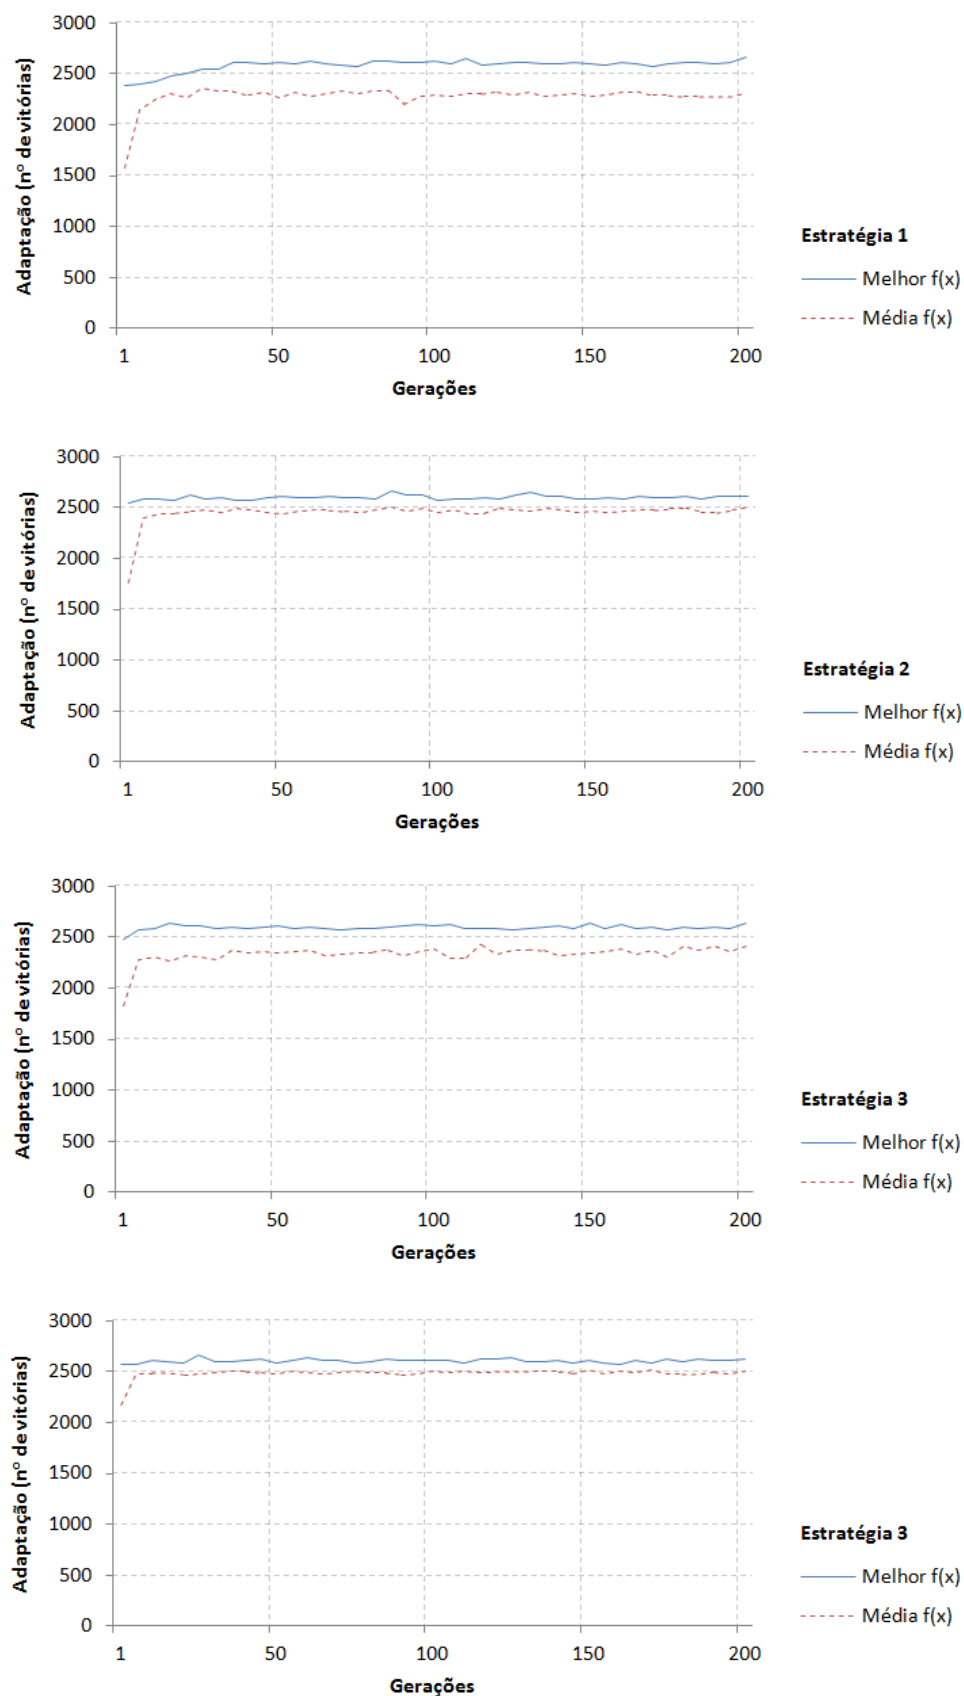 3000
2500
2000
1500
1000
500
0
Adaptação (nº de vitórias)
1 50 100 150 200
Gerações
Estratégia 1
Melhor f(x)
Média f(x)
3000
2500
2000
1500
1000
500
0
Adaptação (nº de vitórias)
1 50 100 150 200
Gerações
Estratégia 2
Melhor f(x)
Média f(x)
3000
2500
2000
1500
1000
500
0
Adaptação (nº de vitórias)
1 50 100 150 200
Gerações
Estratégia 3
Melhor f(x)
Média f(x)
3000
2500
2000
1500
1000
500
0
Adaptação (nº de vitórias)
1 50 100 150 200
Gerações
Estratégia 3
Melhor f(x)
Média f(x)